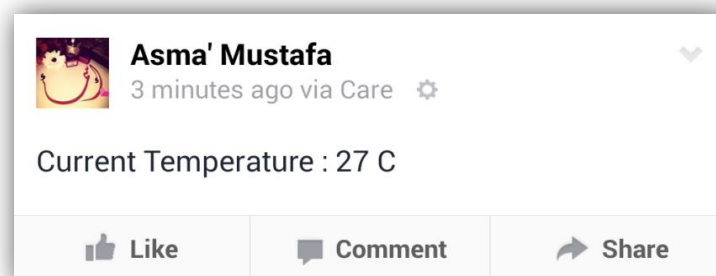 Asma' Mustafa
3 minutes ago via Care
Current Temperature : 27 C
Like Comment Share